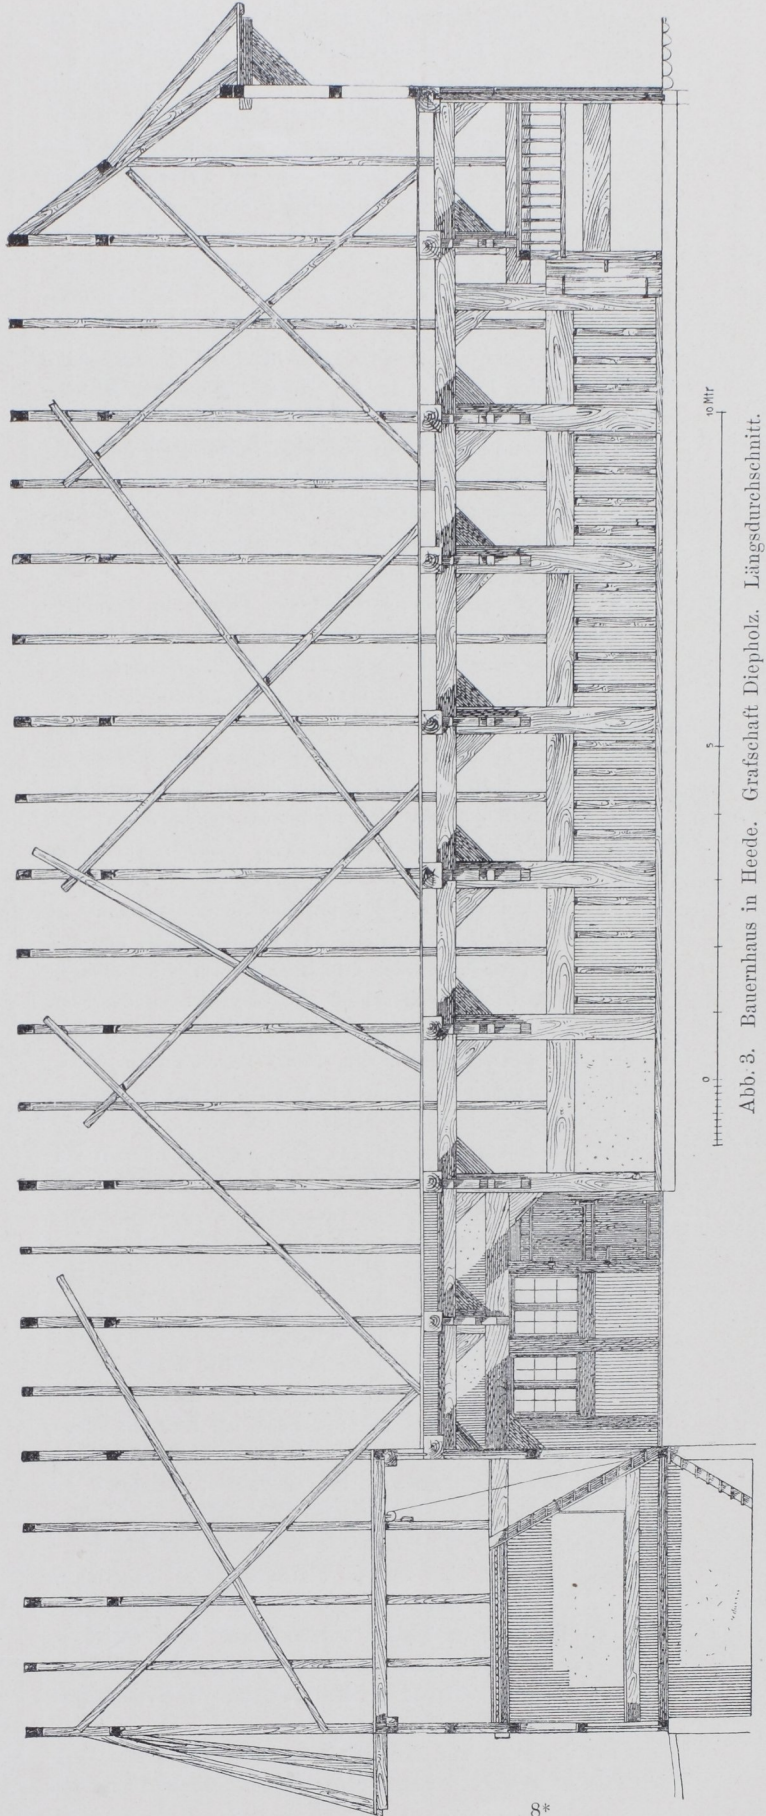 0 5 10 Mtr
Abb. 3. Bauernhaus in Heede. Grafschaft Diepholz. Längsdurchschnitt.
8*